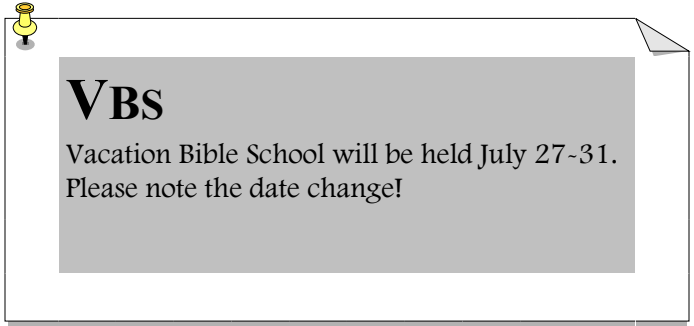 VBS
Vacation Bible School will be held July 27-31.
Please note the date change!